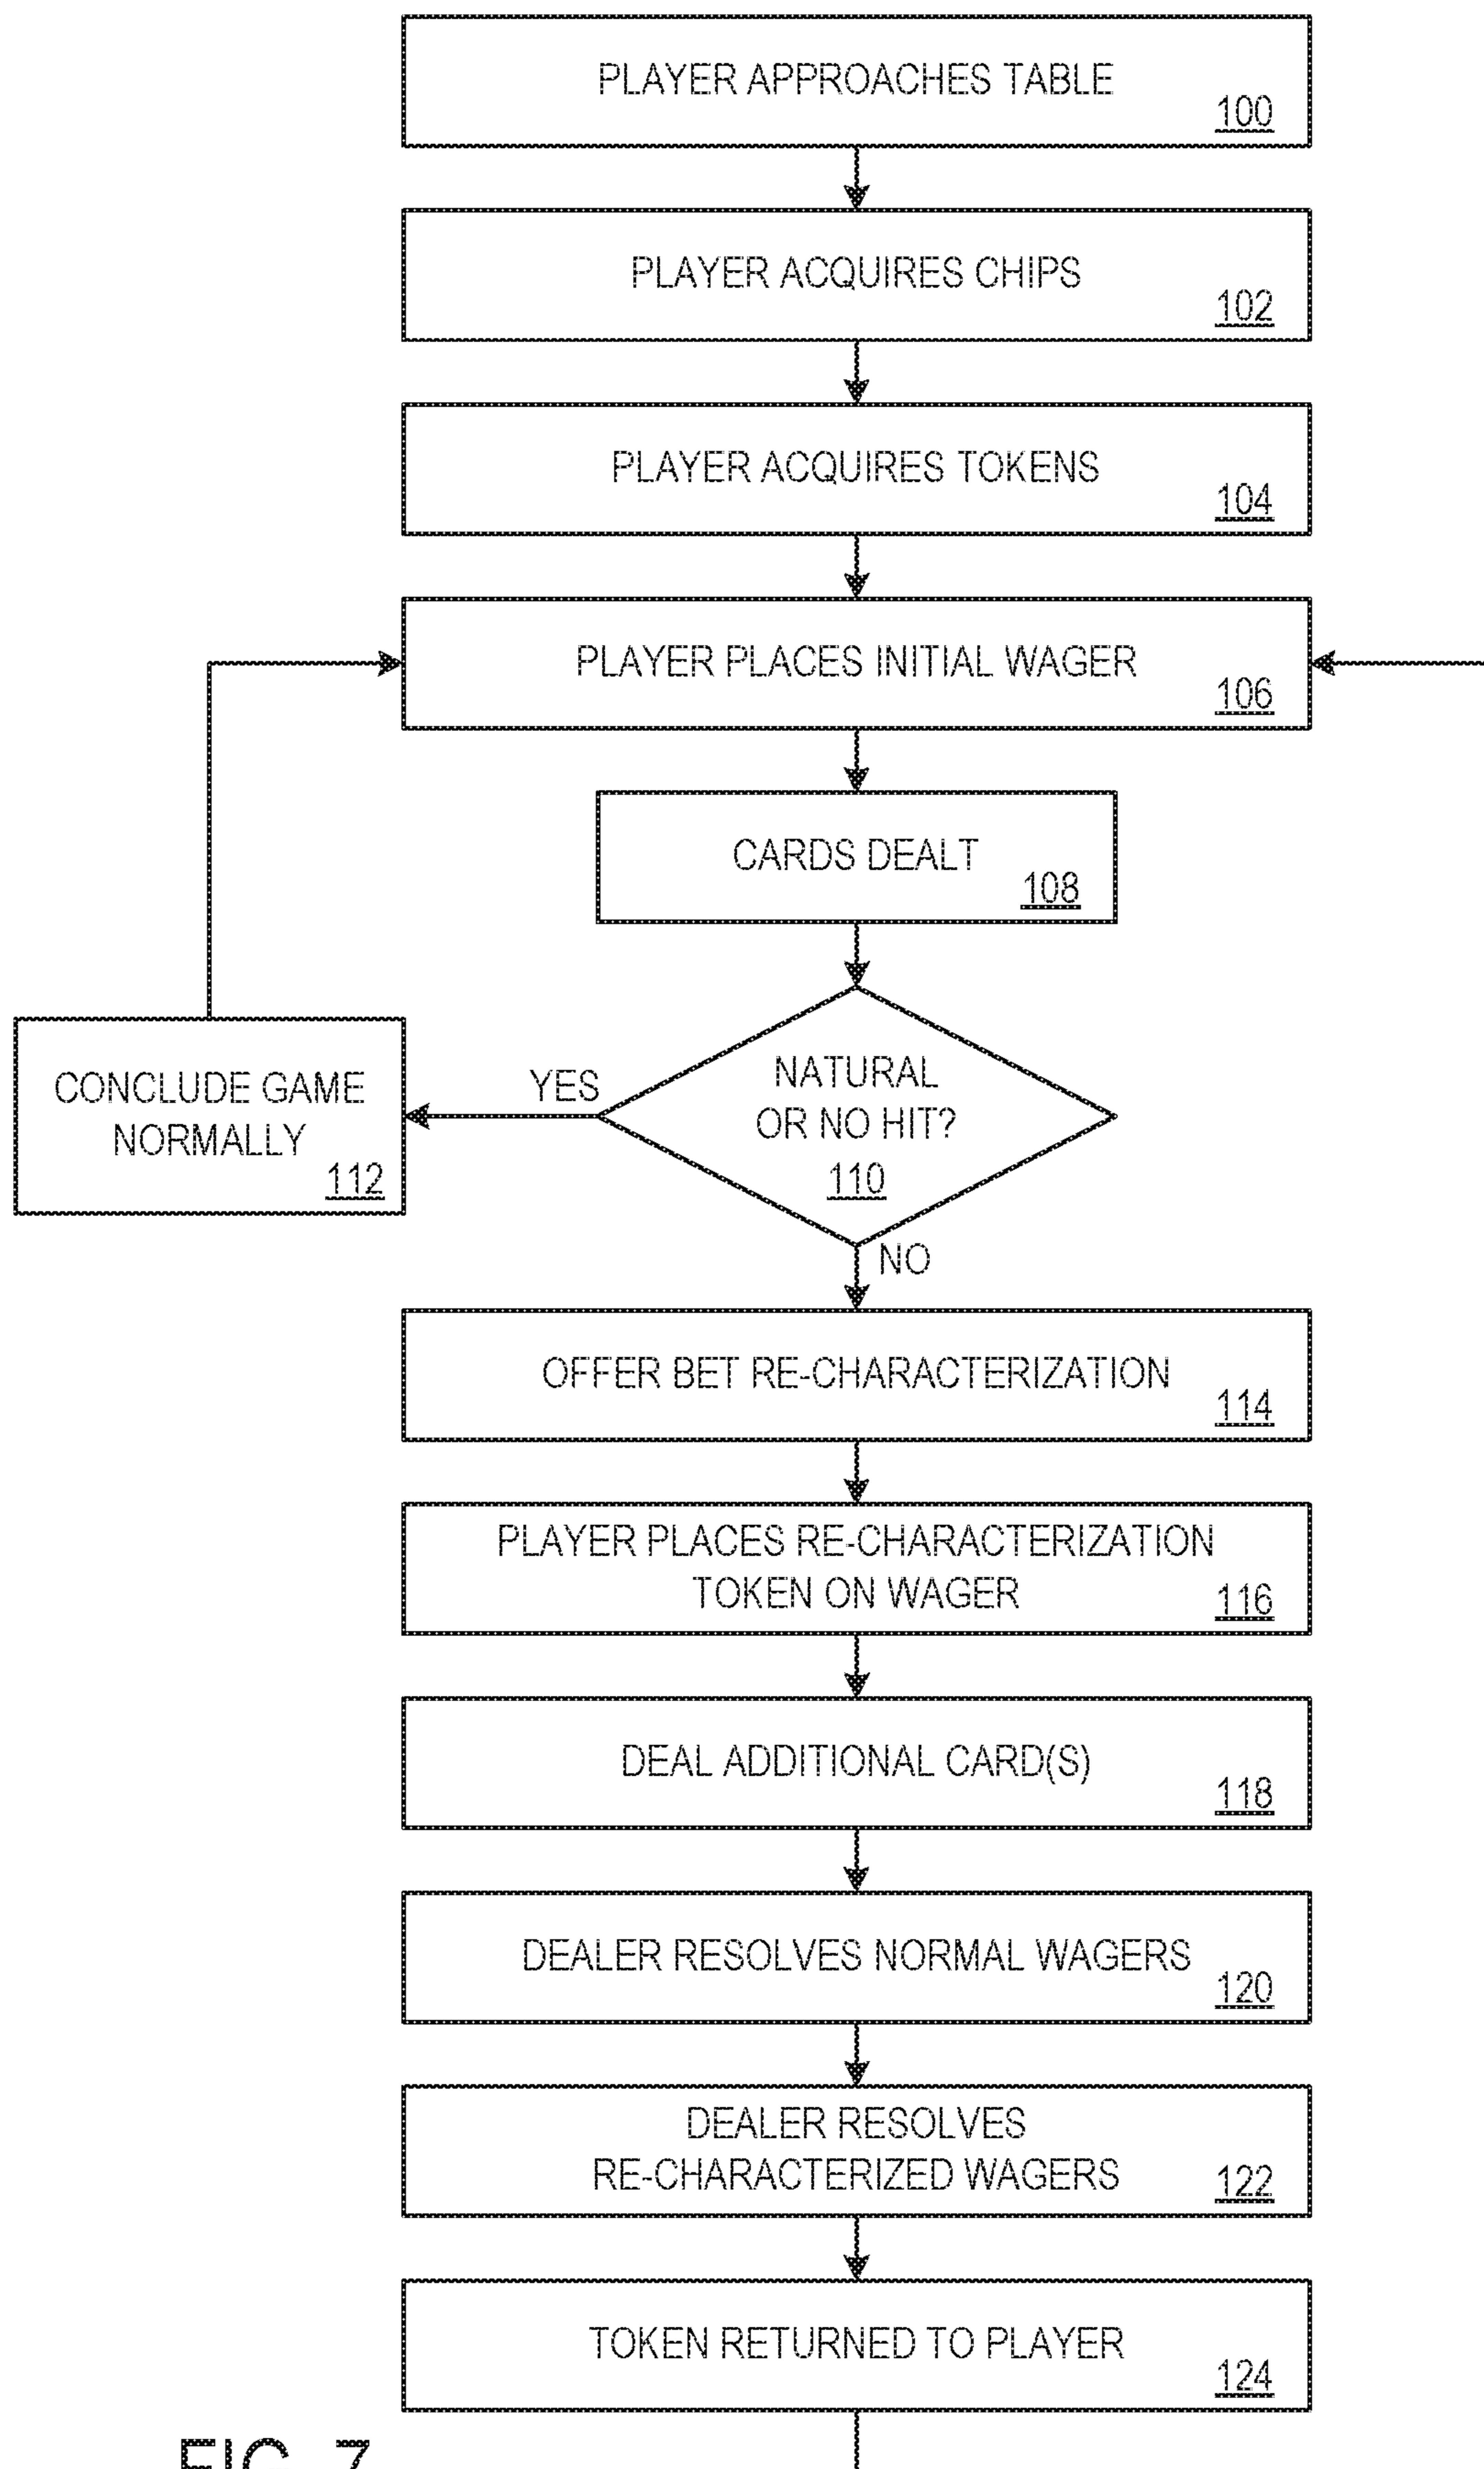 PLAYER APPROACHES TABLE
100
PLAYER ACQUIRES CHIPS
102
PLAYER ACQUIRES TOKENS
104
PLAYER PLACES INITIAL WAGER
106
CARDS DEALT
108
NATURAL
OR NO HIT?
110
YES
CONCLUDE GAME
NORMALLY
112
NO
OFFER BET RE-CHARACTERIZATION
114
PLAYER PLACES RE-CHARACTERIZATION
TOKEN ON WAGER
116
DEAL ADDITIONAL CARD(S)
118
DEALER RESOLVES NORMAL WAGERS
120
DEALER RESOLVES
RE-CHARACTERIZED WAGERS
122
TOKEN RETURNED TO PLAYER
124
FIG. 7